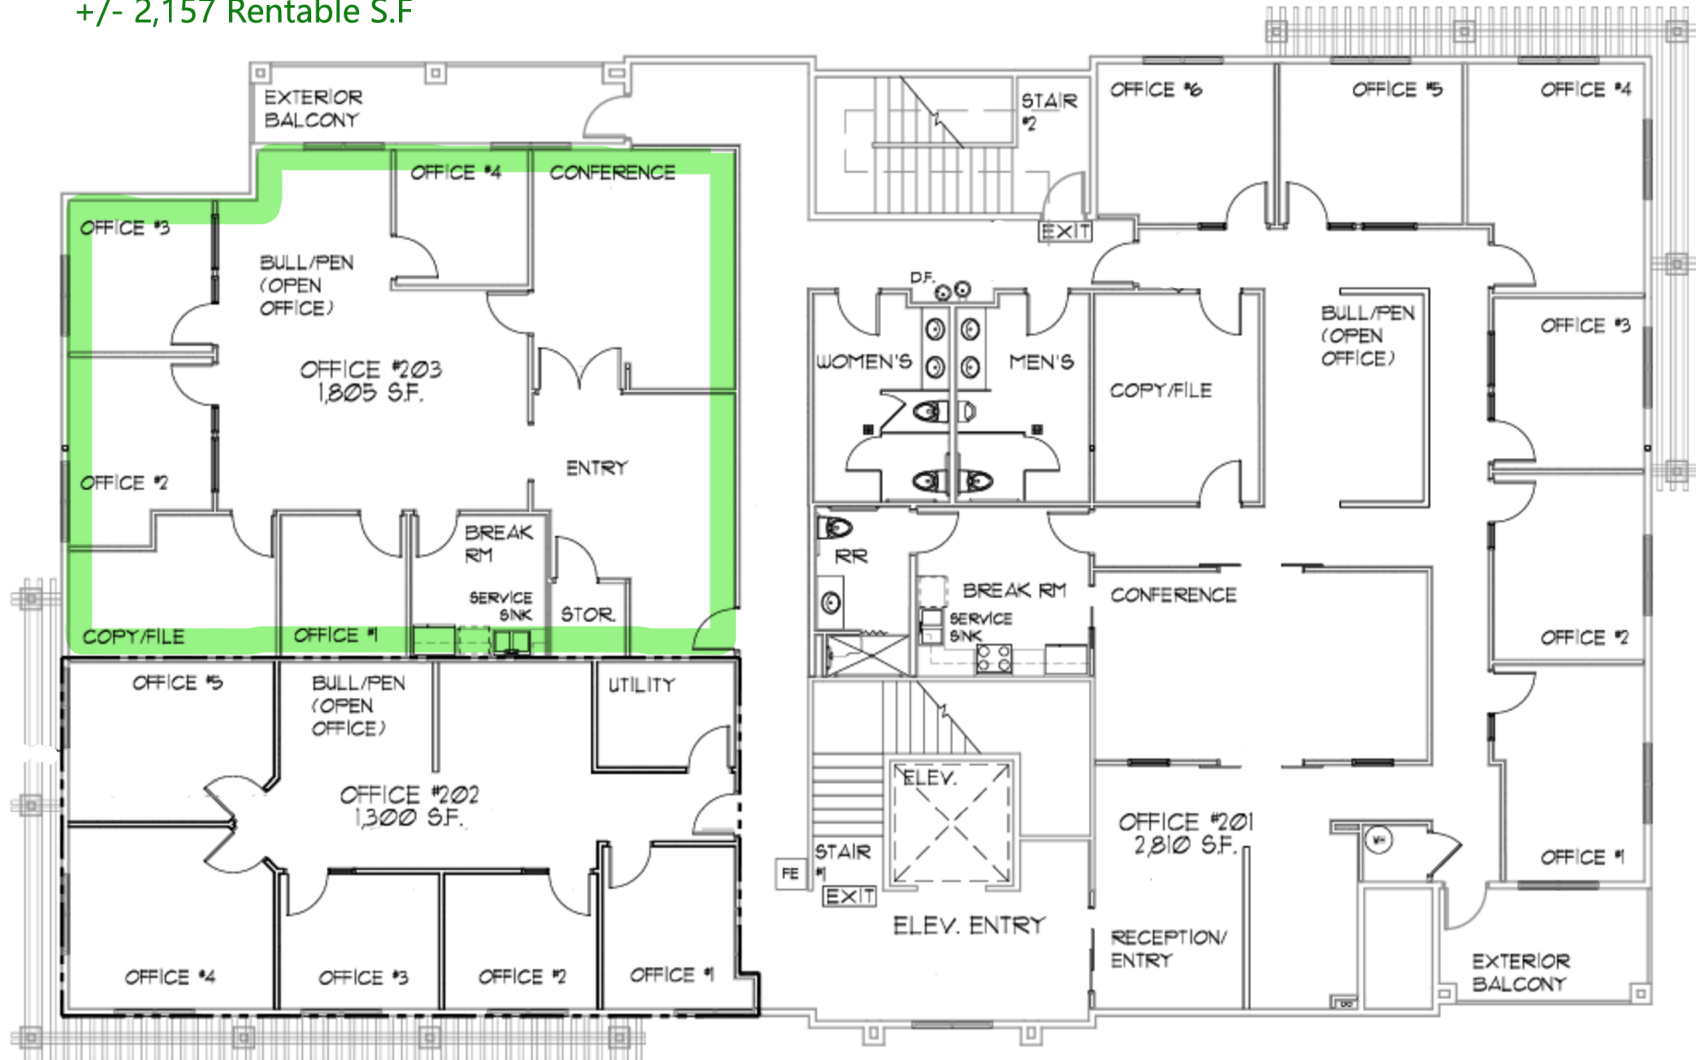 +/- 2,157 Rentable S.F
EXTERIOR
BALCONY
STAIR
#2
OFFICE #6
OFFICE #5
OFFICE #4
OFFICE #4
CONFERENCE
OFFICE #3
EXIT
BULL/PEN
(OPEN
OFFICE)
D.F.
BULL/PEN
(OPEN
OFFICE)
OFFICE #3
OFFICE #203
1,805 S.F.
WOMEN'S
MEN'S
COPY/FILE
ENTRY
OFFICE #2
BREAK
RM
RR
BREAK RM
CONFERENCE
SERVICE
SINK
STOR.
SERVICE
SINK
COPY/FILE
OFFICE #1
OFFICE #2
OFFICE #5
BULL/PEN
(OPEN
OFFICE)
UTILITY
ELEV.
OFFICE #202
1,300 S.F.
OFFICE #201
2,810 S.F.
WH
STAIR
#1
FE
EXIT
OFFICE #1
ELEV. ENTRY
RECEPTION/
ENTRY
OFFICE #4
OFFICE #3
OFFICE #2
OFFICE #1
EXTERIOR
BALCONY